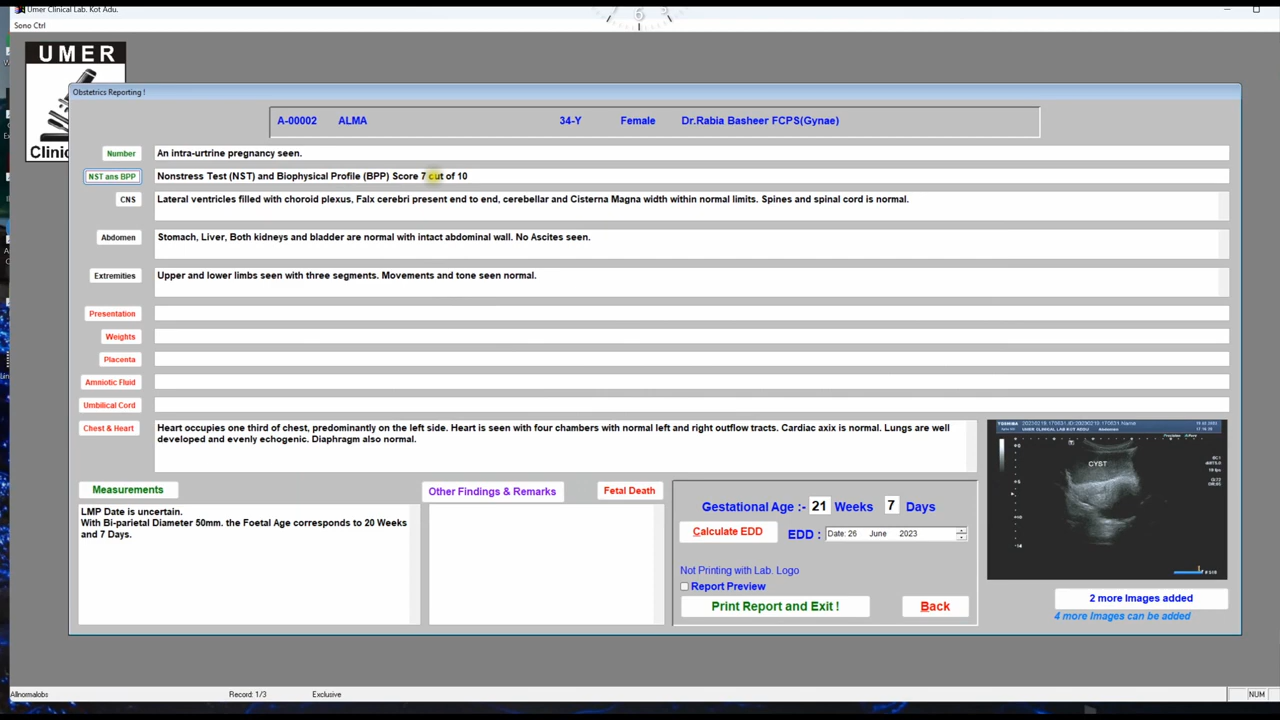 Umer Clinical Lab. Kot Adu.
Sono Ctrl
UMER
Clinic
Obstetrics Reporting !
A-00002 ALMA 34-Y Female Dr.Rabia Basheer FCPS(Gynae)
Number An intra-urtrine pregnancy seen.
NST ans BPP Nonstress Test (NST) and Biophysical Profile (BPP) Score 7 out of 10
CNS Lateral ventricles filled with choroid plexus, Falx cerebri present end to end, cerebellar and Cisterna Magna width within normal limits. Spines and spinal cord is normal.
Abdomen Stomach, Liver, Both kidneys and bladder are normal with intact abdominal wall. No Ascites seen.
Extremities Upper and lower limbs seen with three segments. Movements and tone seen normal.
Presentation
Weights
Placenta
Amniotic Fluid
Umbilical Cord
Chest & Heart Heart occupies one third of chest, predominantly on the left side. Heart is seen with four chambers with normal left and right outflow tracts. Cardiac axix is normal. Lungs are well
developed and evenly echogenic. Diaphragm also normal.
CYST
Measurements Other Findings & Remarks Fetal Death
LMP Date is uncertain.
With Bi-parietal Diameter 50mm. the Foetal Age corresponds to 20 Weeks
and 7 Days.
Gestational Age :- 21 Weeks 7 Days
Calculate EDD EDD : Date: 26 June 2023
Not Printing with Lab. Logo
Report Preview
Print Report and Exit ! Back
2 more Images added
4 more Images can be added
Allnormalobs Record: 1/3 Exclusive NUM